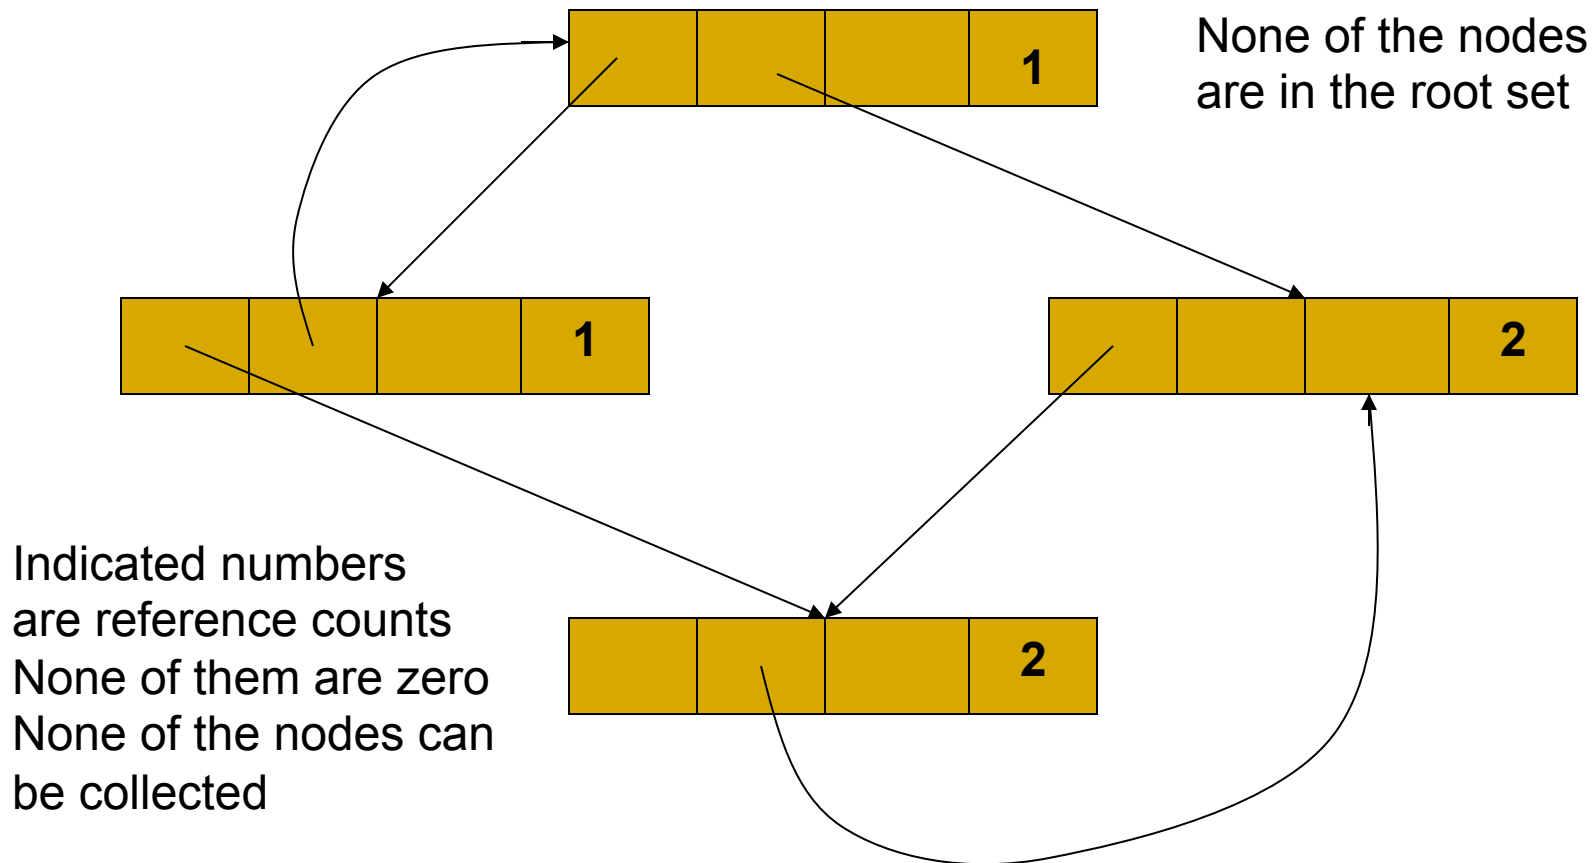 None of the nodes
are in the root set
1
1
2
Indicated numbers
are reference counts
None of them are zero
None of the nodes can
be collected
2